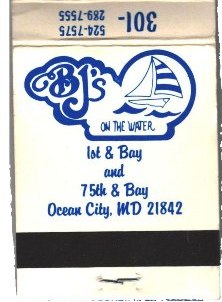 301-
524-7575
289-7555
BJ's
ON THE WATER
1st & Bay
and
75th & Bay
Ocean City, MD 21842